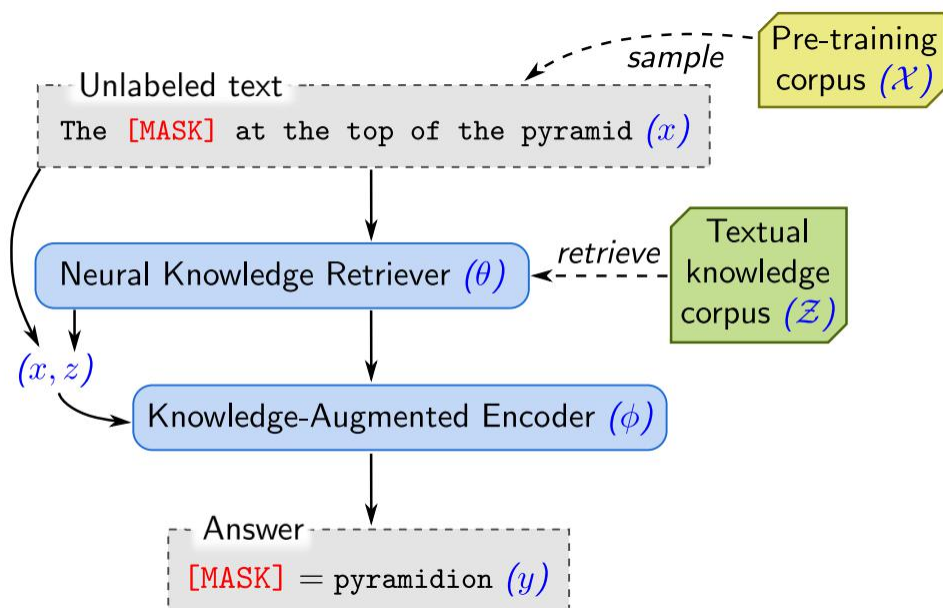 Pre-training
corpus (𝒳)
sample
Unlabeled text
The [MASK] at the top of the pyramid (x)
Textual
knowledge
corpus (𝒵)
retrieve
Neural Knowledge Retriever (θ)
(x, z)
Knowledge-Augmented Encoder (ϕ)
Answer
[MASK] = pyramidion (y)